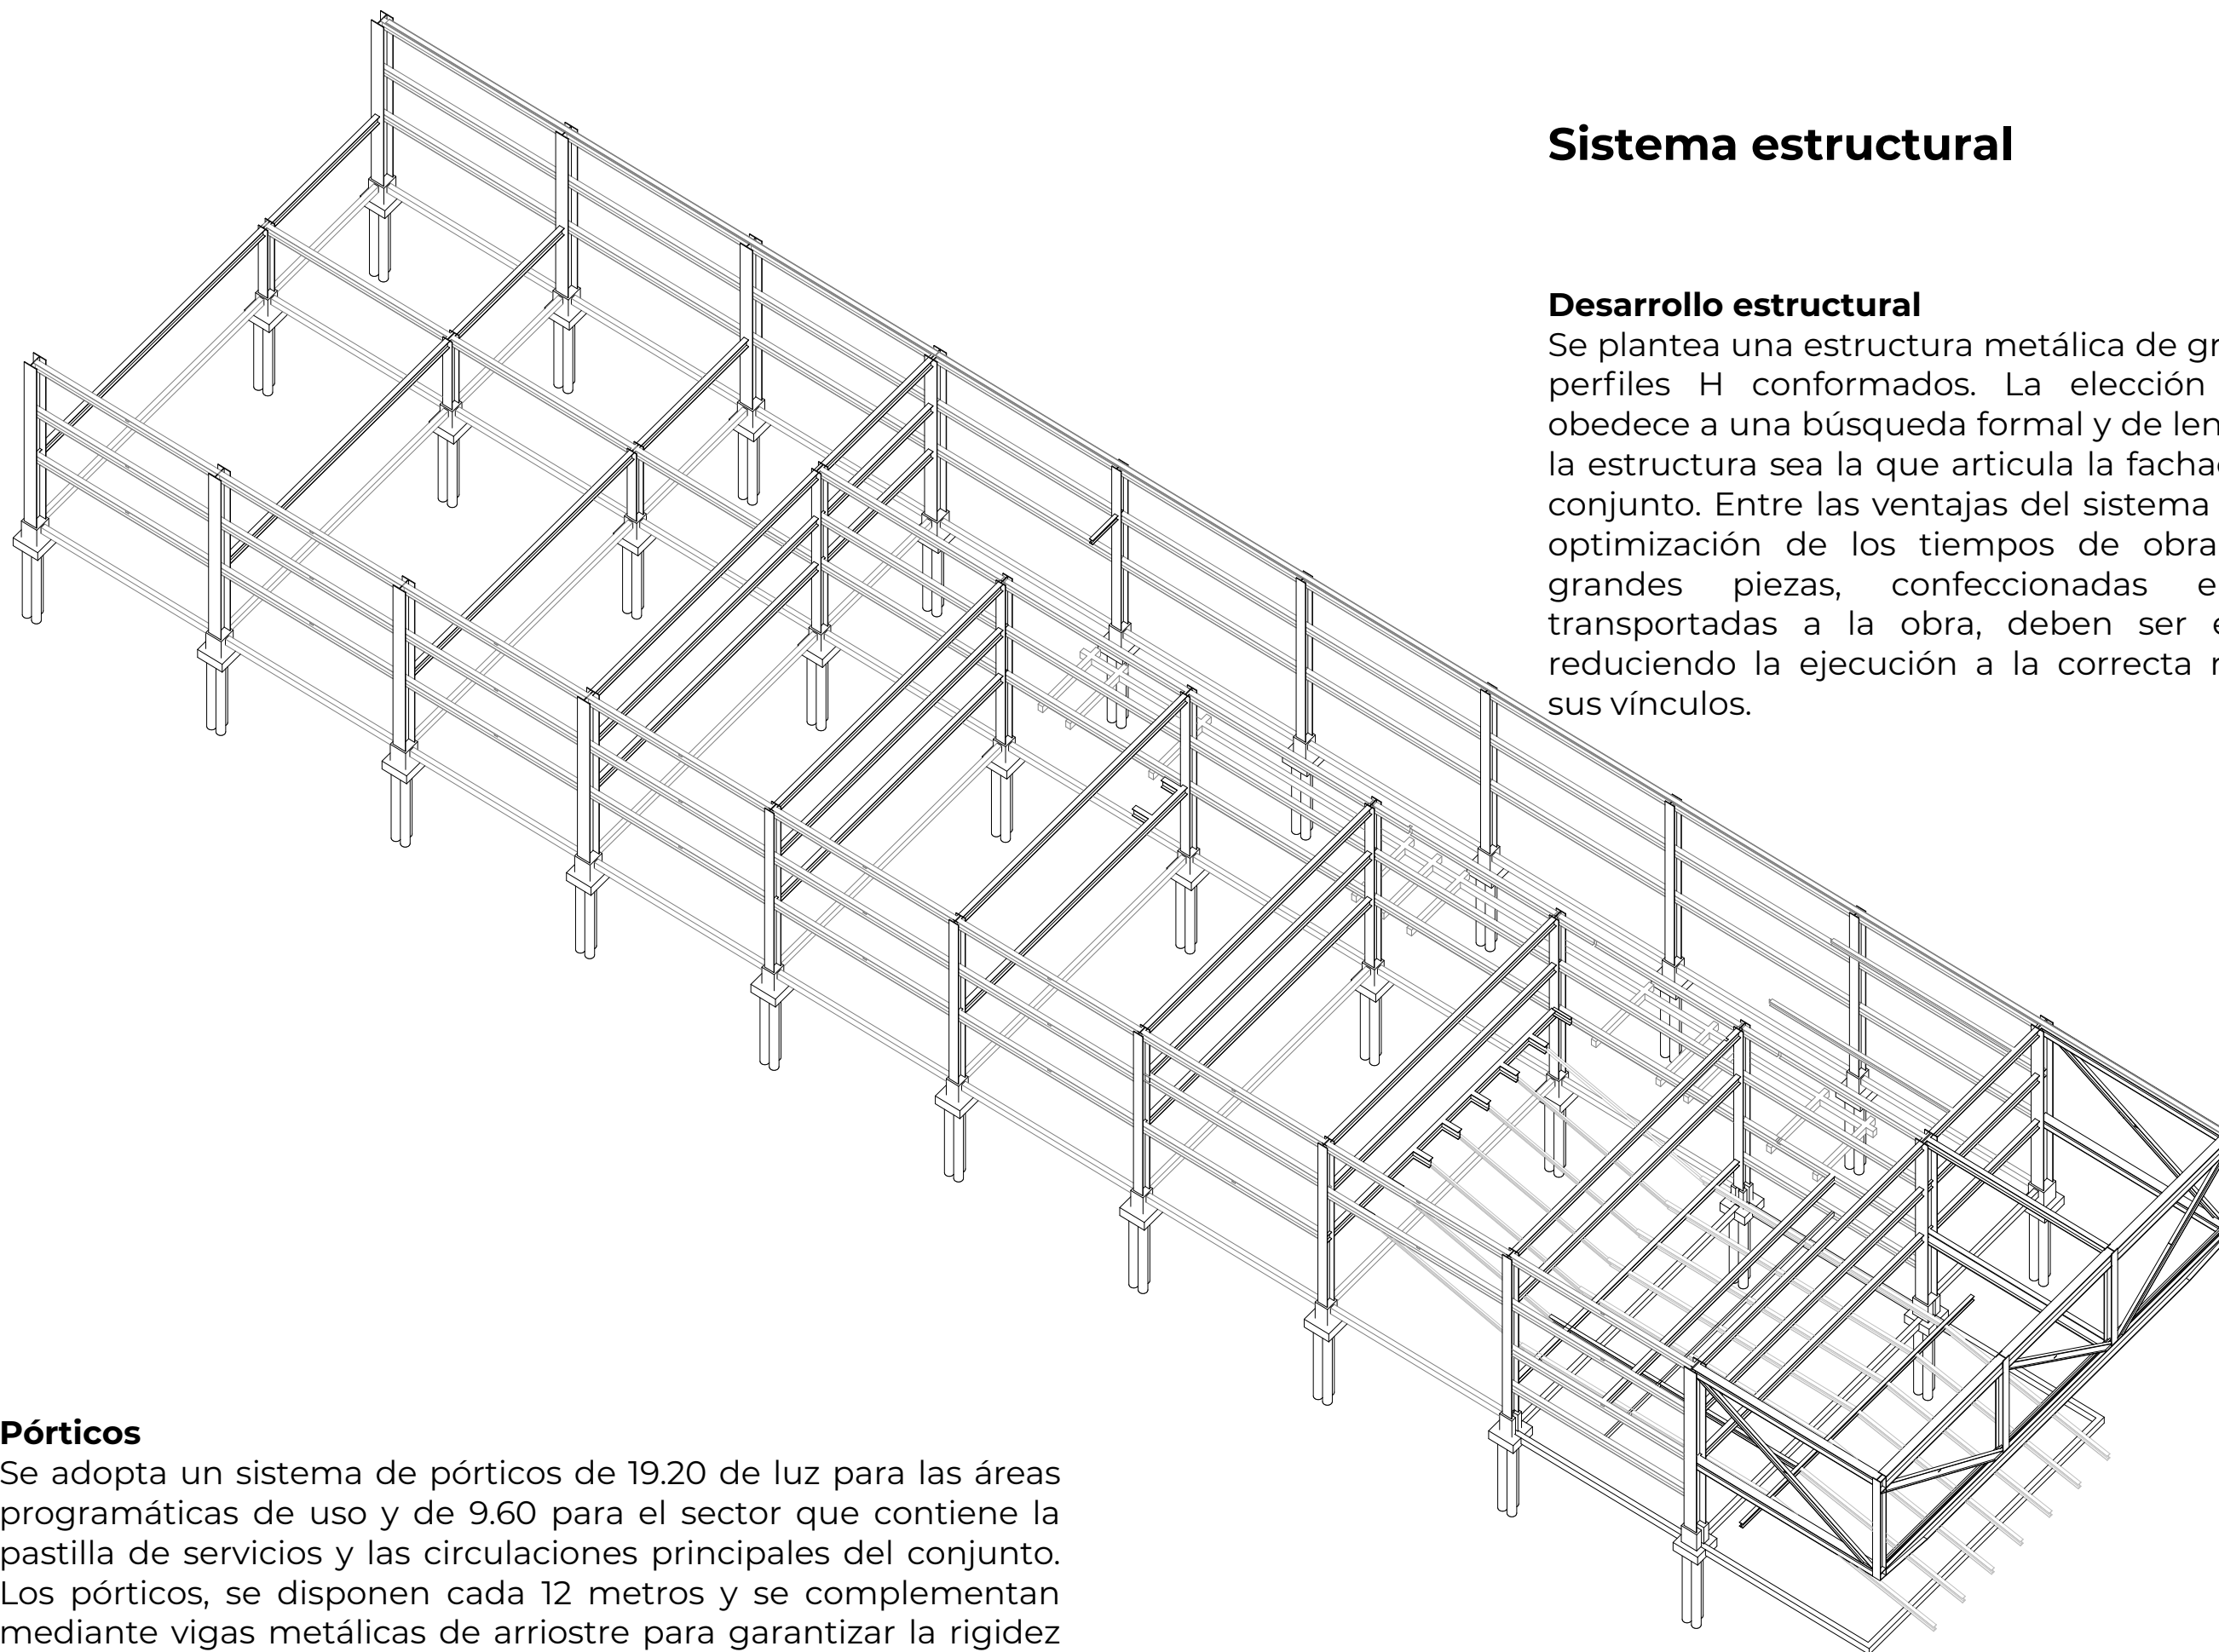 Sistema estructural
Desarrollo estructural
Se plantea una estructura metálica de
perfiles H conformados. La elección
obedece a una búsqueda formal y de
la estructura sea la que articula la
conjunto. Entre las ventajas del sistema
optimización de los tiempos de obra
grandes piezas, confeccionadas
transportadas a la obra, deben ser
reduciendo la ejecución a la correcta
sus vínculos.
Pórticos
Se adopta un sistema de pórticos de 19.20 de luz para las áreas
programáticas de uso y de 9.60 para el sector que contiene la
pastilla de servicios y las circulaciones principales del conjunto.
Los pórticos, se disponen cada 12 metros y se complementan
mediante vigas metálicas de arriostre para garantizar la rigidez